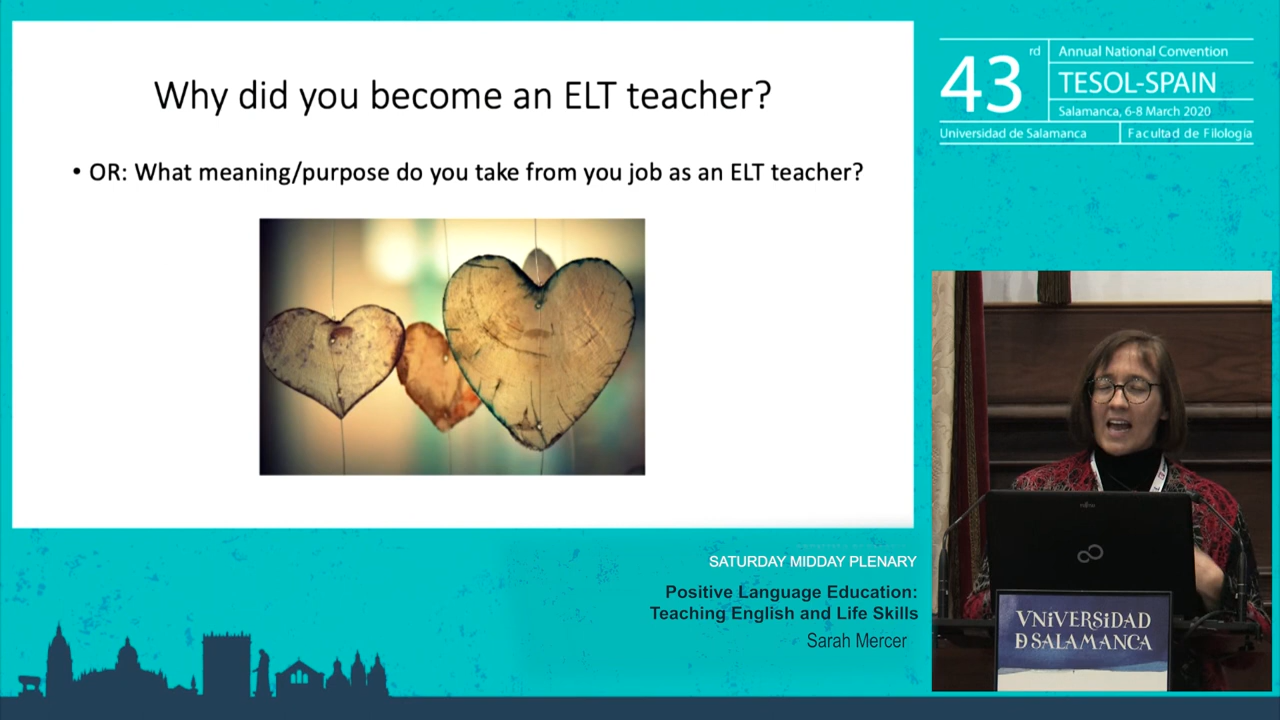 Why did you become an ELT teacher?
• OR: What meaning/purpose do you take from you job as an ELT teacher?
43rd
Annual National Convention
TESOL-SPAIN
Salamanca, 6-8 March 2020
Universidad de Salamanca
Facultad de Filología
SATURDAY MIDDAY PLENARY
Positive Language Education:
Teaching English and Life Skills
Sarah Mercer
VNiVERSiDAD
D SALAMANCA